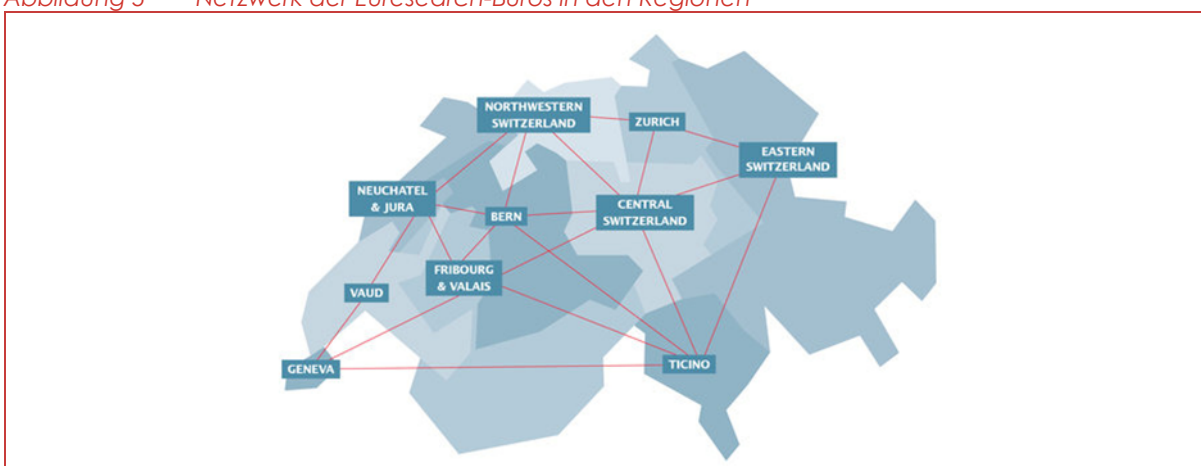 Abbildung 5 Netzwerk der Euresearch-Büros in den Regionen
NORTHWESTERN
SWITZERLAND
ZURICH
EASTERN
SWITZERLAND
NEUCHATEL
& JURA
BERN
CENTRAL
SWITZERLAND
FRIBOURG
& VALAIS
VAUD
GENEVA
TICINO